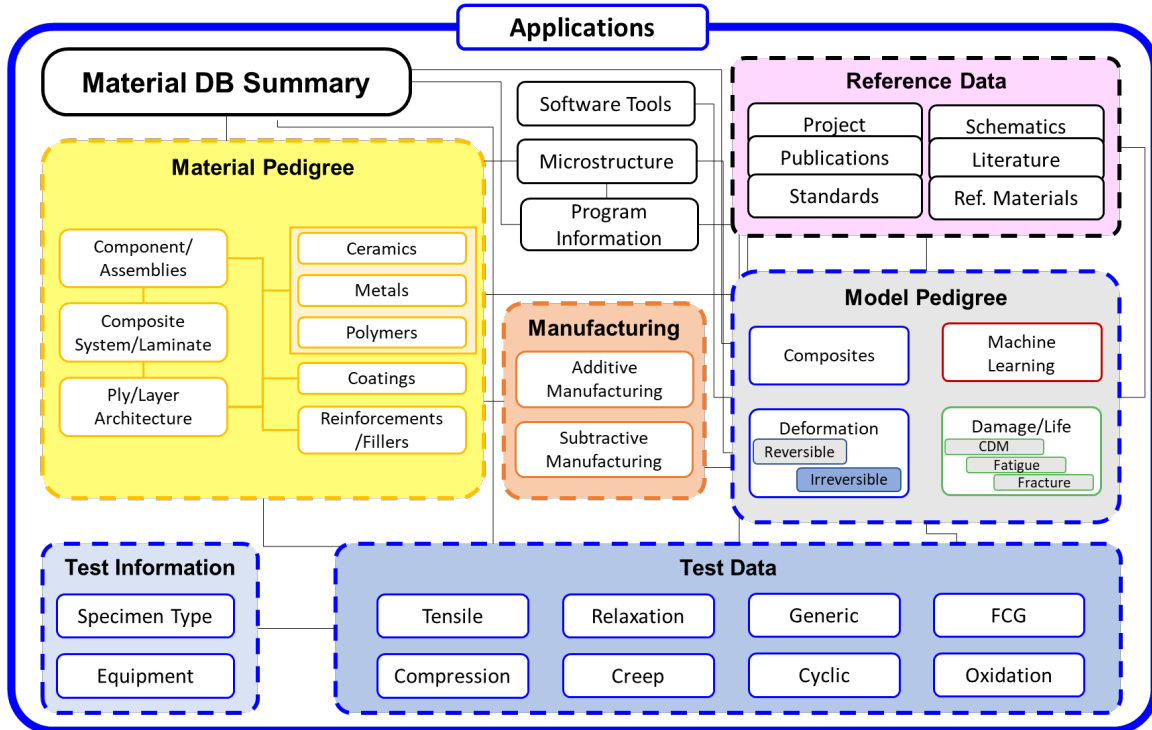 Applications
Material DB Summary
Software Tools
Microstructure
Program
Information
Reference Data
Project
Publications
Standards
Schematics
Literature
Ref. Materials
Material Pedigree
Component/
Assemblies
Composite
System/Laminate
Ply/Layer
Architecture
Ceramics
Metals
Polymers
Coatings
Reinforcements
/Fillers
Manufacturing
Additive
Manufacturing
Subtractive
Manufacturing
Model Pedigree
Composites
Machine
Learning
Deformation
Reversible
Irreversible
Damage/Life
CDM
Fatigue
Fracture
Test Information
Specimen Type
Equipment
Test Data
Tensile
Relaxation
Generic
FCG
Compression
Creep
Cyclic
Oxidation